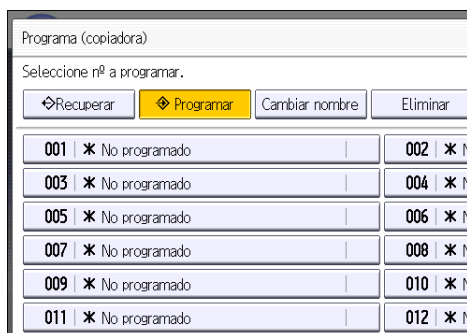 Programa (copiadora)
Seleccione nº a programar.
Recuperar Programar Cambiar nombre Eliminar
001 No programado 002
003 No programado 004
005 No programado 006
007 No programado 008
009 No programado 010
011 No programado 012